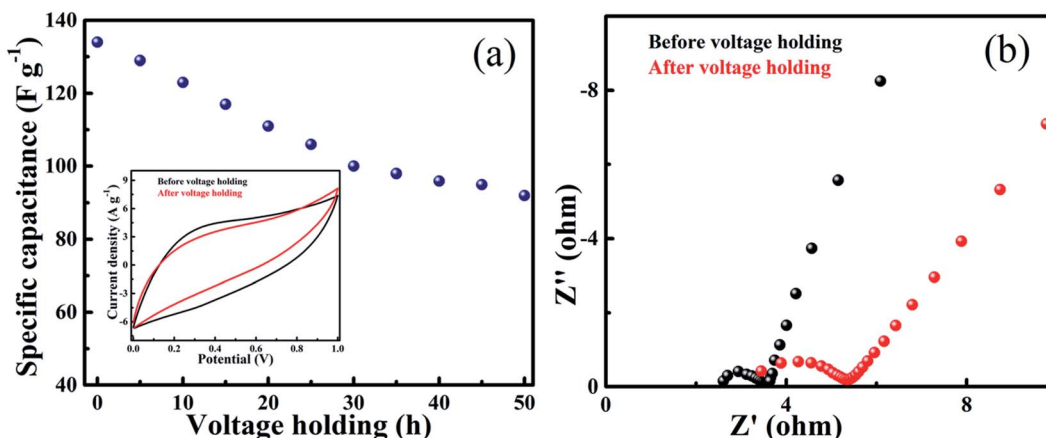 (a)
Specific capacitance (F g⁻¹)
140
120
100
80
60
40
0
10
20
30
40
50
Voltage holding (h)
Before voltage holding
After voltage holding
Current density (A g⁻¹)
9
6
3
0
-3
-6
0.0
0.2
0.4
0.6
0.8
1.0
Potential (V)
(b)
Before voltage holding
After voltage holding
Z'' (ohm)
-8
-4
0
0
4
8
Z' (ohm)